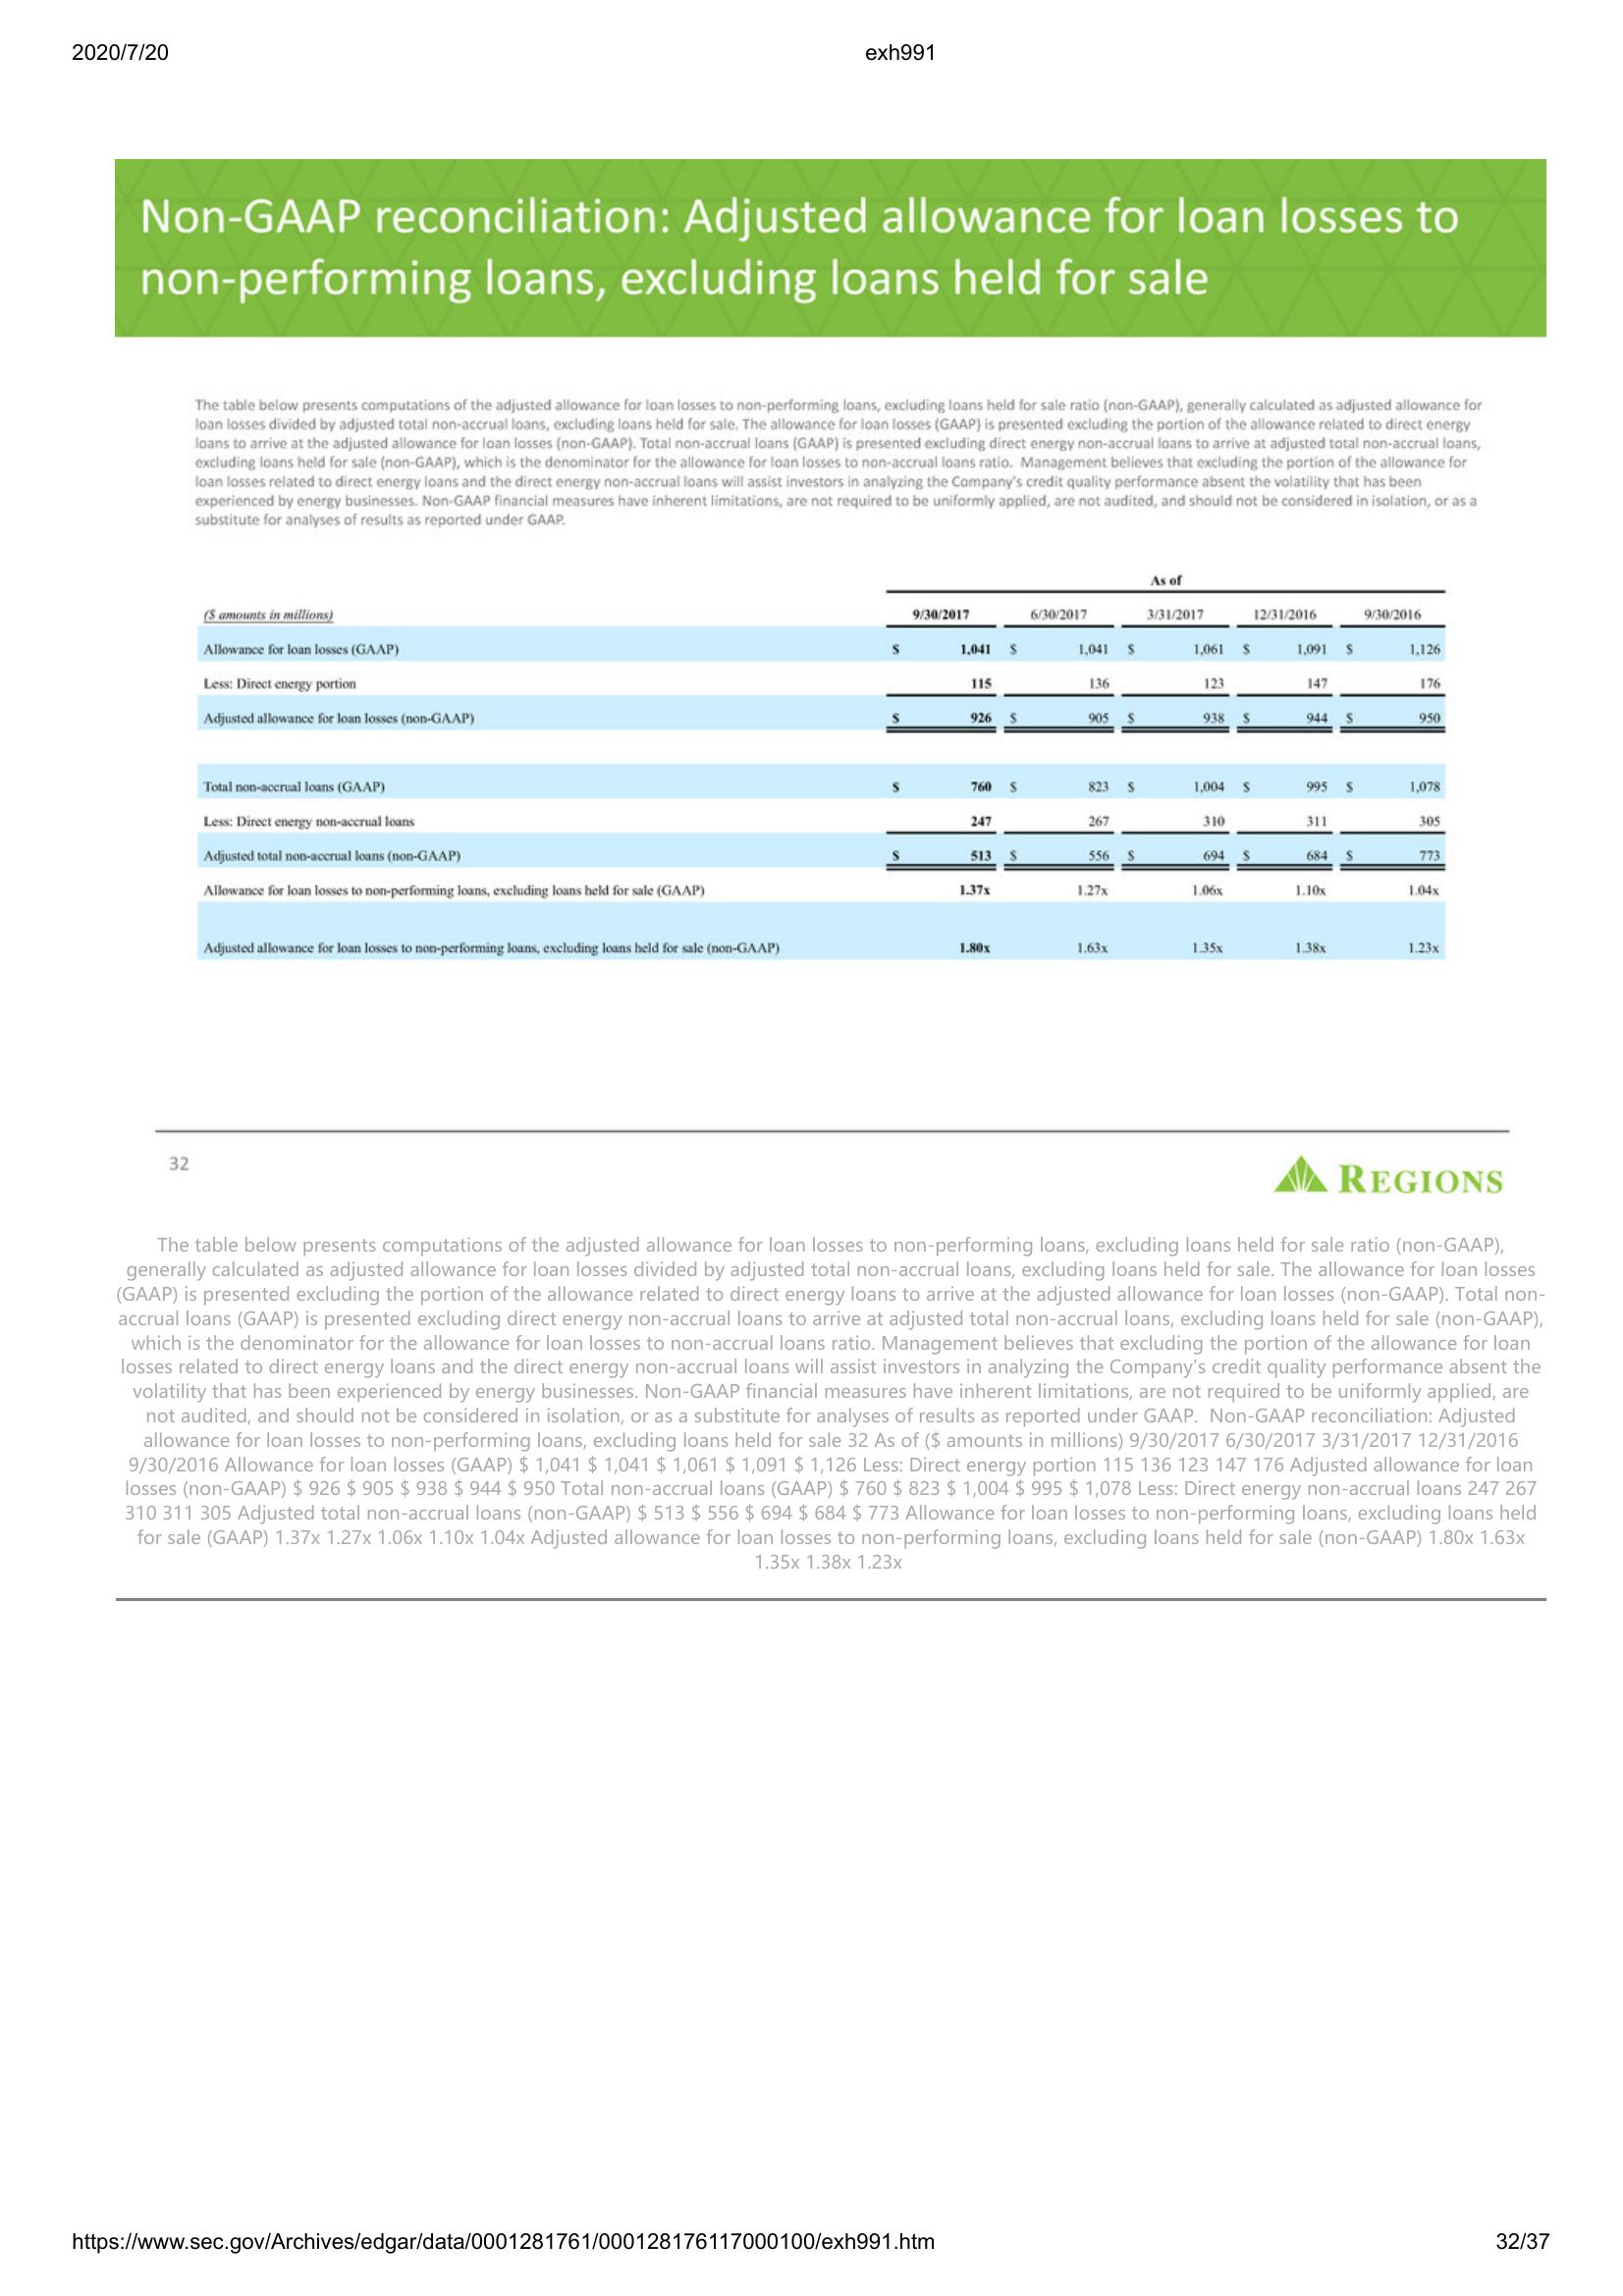 2020/7/20 exh991
Non-GAAP reconciliation: Adjusted allowance for loan losses to
non-performing loans, excluding loans held for sale
The table below presents computations of the adjusted allowance for loan losses to non-performing loans, excluding loans held for sale ratio (non-GAAP), generally calculated as adjusted allowance for
loan losses divided by adjusted total non-accrual loans, excluding loans held for sale. The allowance for loan losses (GAAP) is presented excluding the portion of the allowance related to direct energy
loans to arrive at the adjusted allowance for loan losses (non-GAAP). Total non-accrual loans (GAAP) is presented excluding direct energy non-accrual loans to arrive at adjusted total non-accrual loans,
excluding loans held for sale (non-GAAP), which is the denominator for the allowance for loan losses to non-accrual loans ratio. Management believes that excluding the portion of the allowance for
loan losses related to direct energy loans and the direct energy non-accrual loans will assist investors in analyzing the Company's credit quality performance absent the volatility that has been
experienced by energy businesses. Non-GAAP financial measures have inherent limitations, are not required to be uniformly applied, are not audited, and should not be considered in isolation, or as a
substitute for analyses of results as reported under GAAP.
As of
($ amounts in millions) 9/30/2017 6/30/2017 3/31/2017 12/31/2016 9/30/2016
Allowance for loan losses (GAAP) $ 1,041 $ 1,041 $ 1,061 $ 1,091 $ 1,126
Less: Direct energy portion 115 136 123 147 176
Adjusted allowance for loan losses (non-GAAP) $ 926 $ 905 $ 938 $ 944 $ 950
Total non-accrual loans (GAAP) $ 760 $ 823 $ 1,004 $ 995 $ 1,078
Less: Direct energy non-accrual loans 247 267 310 311 305
Adjusted total non-accrual loans (non-GAAP) $ 513 $ 556 $ 694 $ 684 $ 773
Allowance for loan losses to non-performing loans, excluding loans held for sale (GAAP) 1.37x 1.27x 1.06x 1.10x 1.04x
Adjusted allowance for loan losses to non-performing loans, excluding loans held for sale (non-GAAP) 1.80x 1.63x 1.35x 1.38x 1.23x
32
REGIONS
The table below presents computations of the adjusted allowance for loan losses to non-performing loans, excluding loans held for sale ratio (non-GAAP),
generally calculated as adjusted allowance for loan losses divided by adjusted total non-accrual loans, excluding loans held for sale. The allowance for loan losses
(GAAP) is presented excluding the portion of the allowance related to direct energy loans to arrive at the adjusted allowance for loan losses (non-GAAP). Total non-
accrual loans (GAAP) is presented excluding direct energy non-accrual loans to arrive at adjusted total non-accrual loans, excluding loans held for sale (non-GAAP),
which is the denominator for the allowance for loan losses to non-accrual loans ratio. Management believes that excluding the portion of the allowance for loan
losses related to direct energy loans and the direct energy non-accrual loans will assist investors in analyzing the Company's credit quality performance absent the
volatility that has been experienced by energy businesses. Non-GAAP financial measures have inherent limitations, are not required to be uniformly applied, are
not audited, and should not be considered in isolation, or as a substitute for analyses of results as reported under GAAP. Non-GAAP reconciliation: Adjusted
allowance for loan losses to non-performing loans, excluding loans held for sale 32 As of ($ amounts in millions) 9/30/2017 6/30/2017 3/31/2017 12/31/2016
9/30/2016 Allowance for loan losses (GAAP) $ 1,041 $ 1,041 $ 1,061 $ 1,091 $ 1,126 Less: Direct energy portion 115 136 123 147 176 Adjusted allowance for loan
losses (non-GAAP) $ 926 $ 905 $ 938 $ 944 $ 950 Total non-accrual loans (GAAP) $ 760 $ 823 $ 1,004 $ 995 $ 1,078 Less: Direct energy non-accrual loans 247 267
310 311 305 Adjusted total non-accrual loans (non-GAAP) $ 513 $ 556 $ 694 $ 684 $ 773 Allowance for loan losses to non-performing loans, excluding loans held
for sale (GAAP) 1.37x 1.27x 1.06x 1.10x 1.04x Adjusted allowance for loan losses to non-performing loans, excluding loans held for sale (non-GAAP) 1.80x 1.63x
1.35x 1.38x 1.23x
https://www.sec.gov/Archives/edgar/data/0001281761/000128176117000100/exh991.htm 32/37